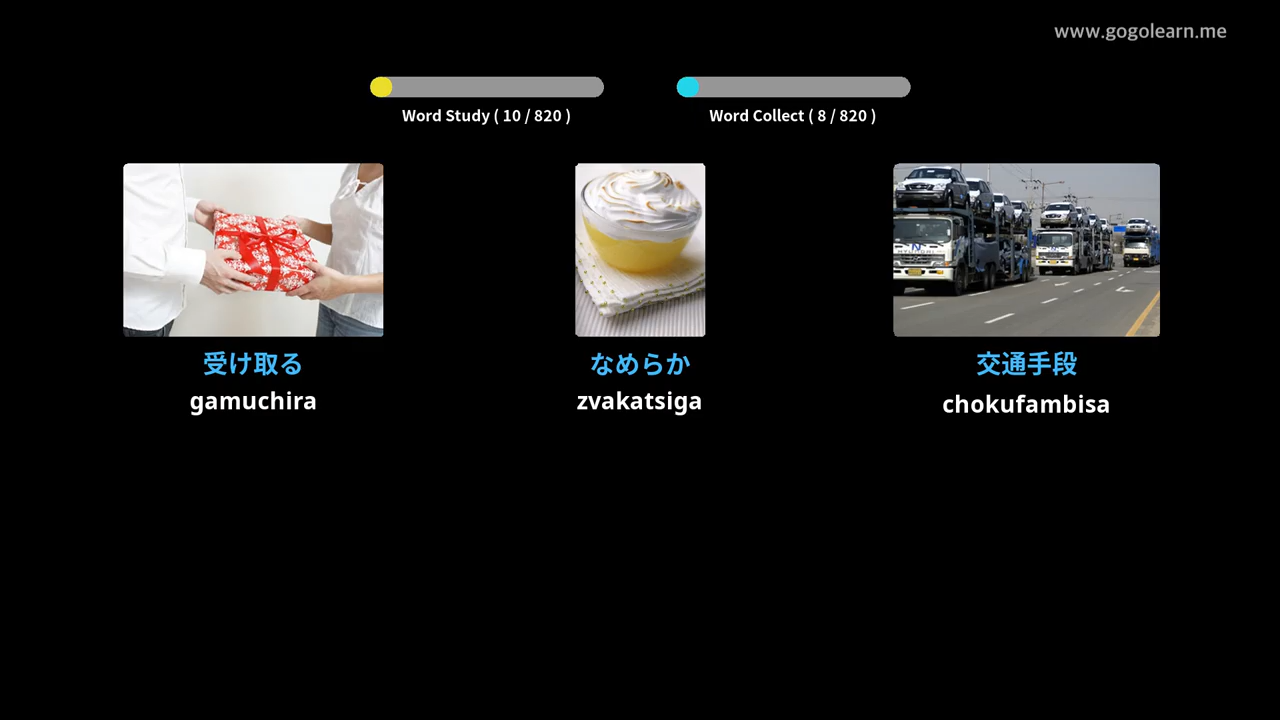 www.gogolearn.me
Word Study ( 10 / 820 )
Word Collect ( 8 / 820 )
受け取る
gamuchira
なめらか
zvakatsiga
交通手段
chokufambisa